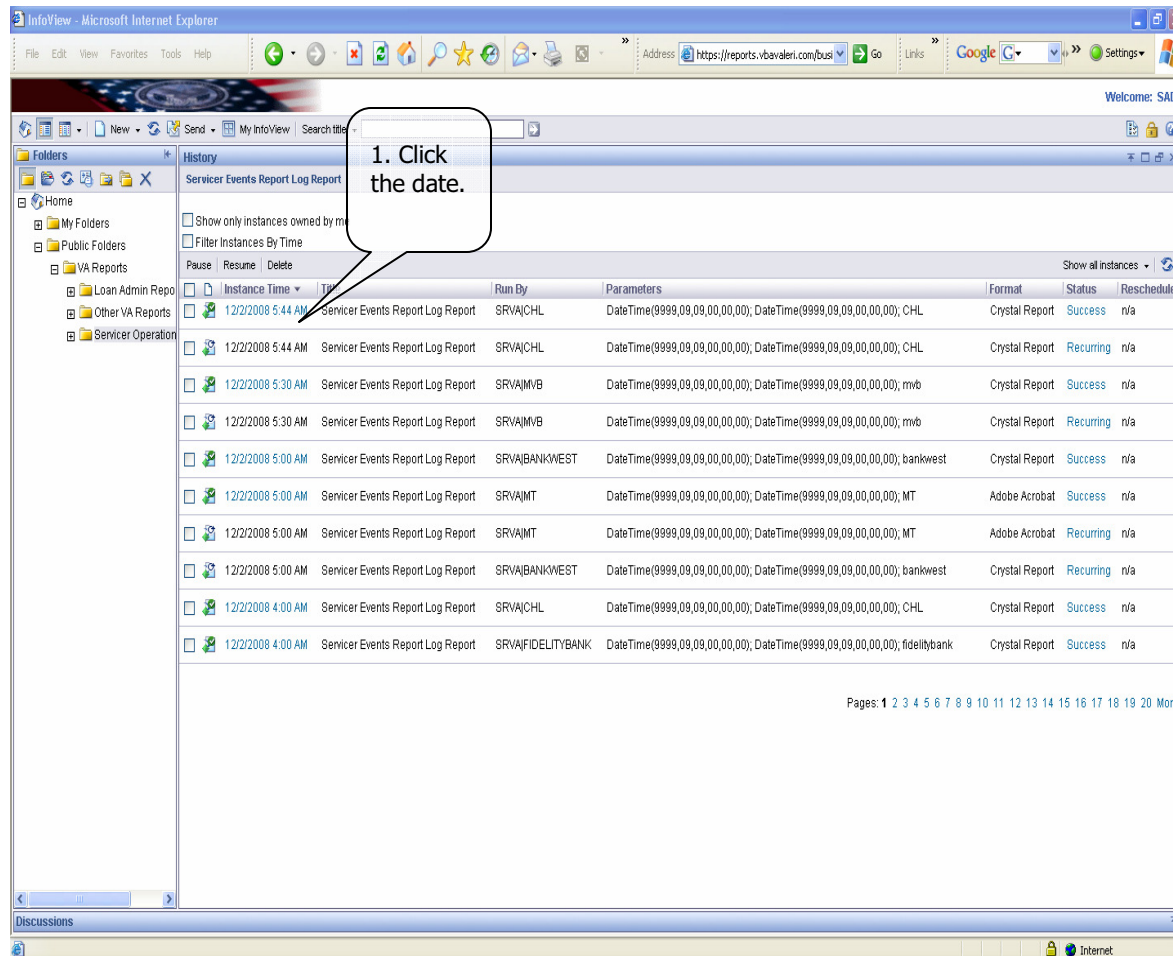 InfoView - Microsoft Internet Explorer
File Edit View Favorites Tools Help
» Address https://reports.vbavaleri.com/busi Go Links » Google G » Settings
Welcome: SAD
New Send My InfoView Search title
1. Click
the date.
Folders
History
Servicer Events Report Log Report
Home
My Folders
Public Folders
VA Reports
Loan Admin Repo
Other VA Reports
Servicer Operation
Show only instances owned by me
Filter Instances By Time
Pause Resume Delete Show all instances
Instance Time Run By Parameters Format Status Reschedule
12/2/2008 5:44 AM Servicer Events Report Log Report SRVA|CHL DateTime(9999,09,09,00,00,00); DateTime(9999,09,09,00,00,00); CHL Crystal Report Success n/a
12/2/2008 5:44 AM Servicer Events Report Log Report SRVA|CHL DateTime(9999,09,09,00,00,00); DateTime(9999,09,09,00,00,00); CHL Crystal Report Recurring n/a
12/2/2008 5:30 AM Servicer Events Report Log Report SRVA|MVB DateTime(9999,09,09,00,00,00); DateTime(9999,09,09,00,00,00); mvb Crystal Report Success n/a
12/2/2008 5:30 AM Servicer Events Report Log Report SRVA|MVB DateTime(9999,09,09,00,00,00); DateTime(9999,09,09,00,00,00); mvb Crystal Report Recurring n/a
12/2/2008 5:00 AM Servicer Events Report Log Report SRVA|BANKWEST DateTime(9999,09,09,00,00,00); DateTime(9999,09,09,00,00,00); bankwest Crystal Report Success n/a
12/2/2008 5:00 AM Servicer Events Report Log Report SRVA|MT DateTime(9999,09,09,00,00,00); DateTime(9999,09,09,00,00,00); MT Adobe Acrobat Success n/a
12/2/2008 5:00 AM Servicer Events Report Log Report SRVA|MT DateTime(9999,09,09,00,00,00); DateTime(9999,09,09,00,00,00); MT Adobe Acrobat Recurring n/a
12/2/2008 5:00 AM Servicer Events Report Log Report SRVA|BANKWEST DateTime(9999,09,09,00,00,00); DateTime(9999,09,09,00,00,00); bankwest Crystal Report Recurring n/a
12/2/2008 4:00 AM Servicer Events Report Log Report SRVA|CHL DateTime(9999,09,09,00,00,00); DateTime(9999,09,09,00,00,00); CHL Crystal Report Success n/a
12/2/2008 4:00 AM Servicer Events Report Log Report SRVA|FIDELITYBANK DateTime(9999,09,09,00,00,00); DateTime(9999,09,09,00,00,00); fidelitybank Crystal Report Success n/a
Pages: 1 2 3 4 5 6 7 8 9 10 11 12 13 14 15 16 17 18 19 20 Mor
Discussions
Internet